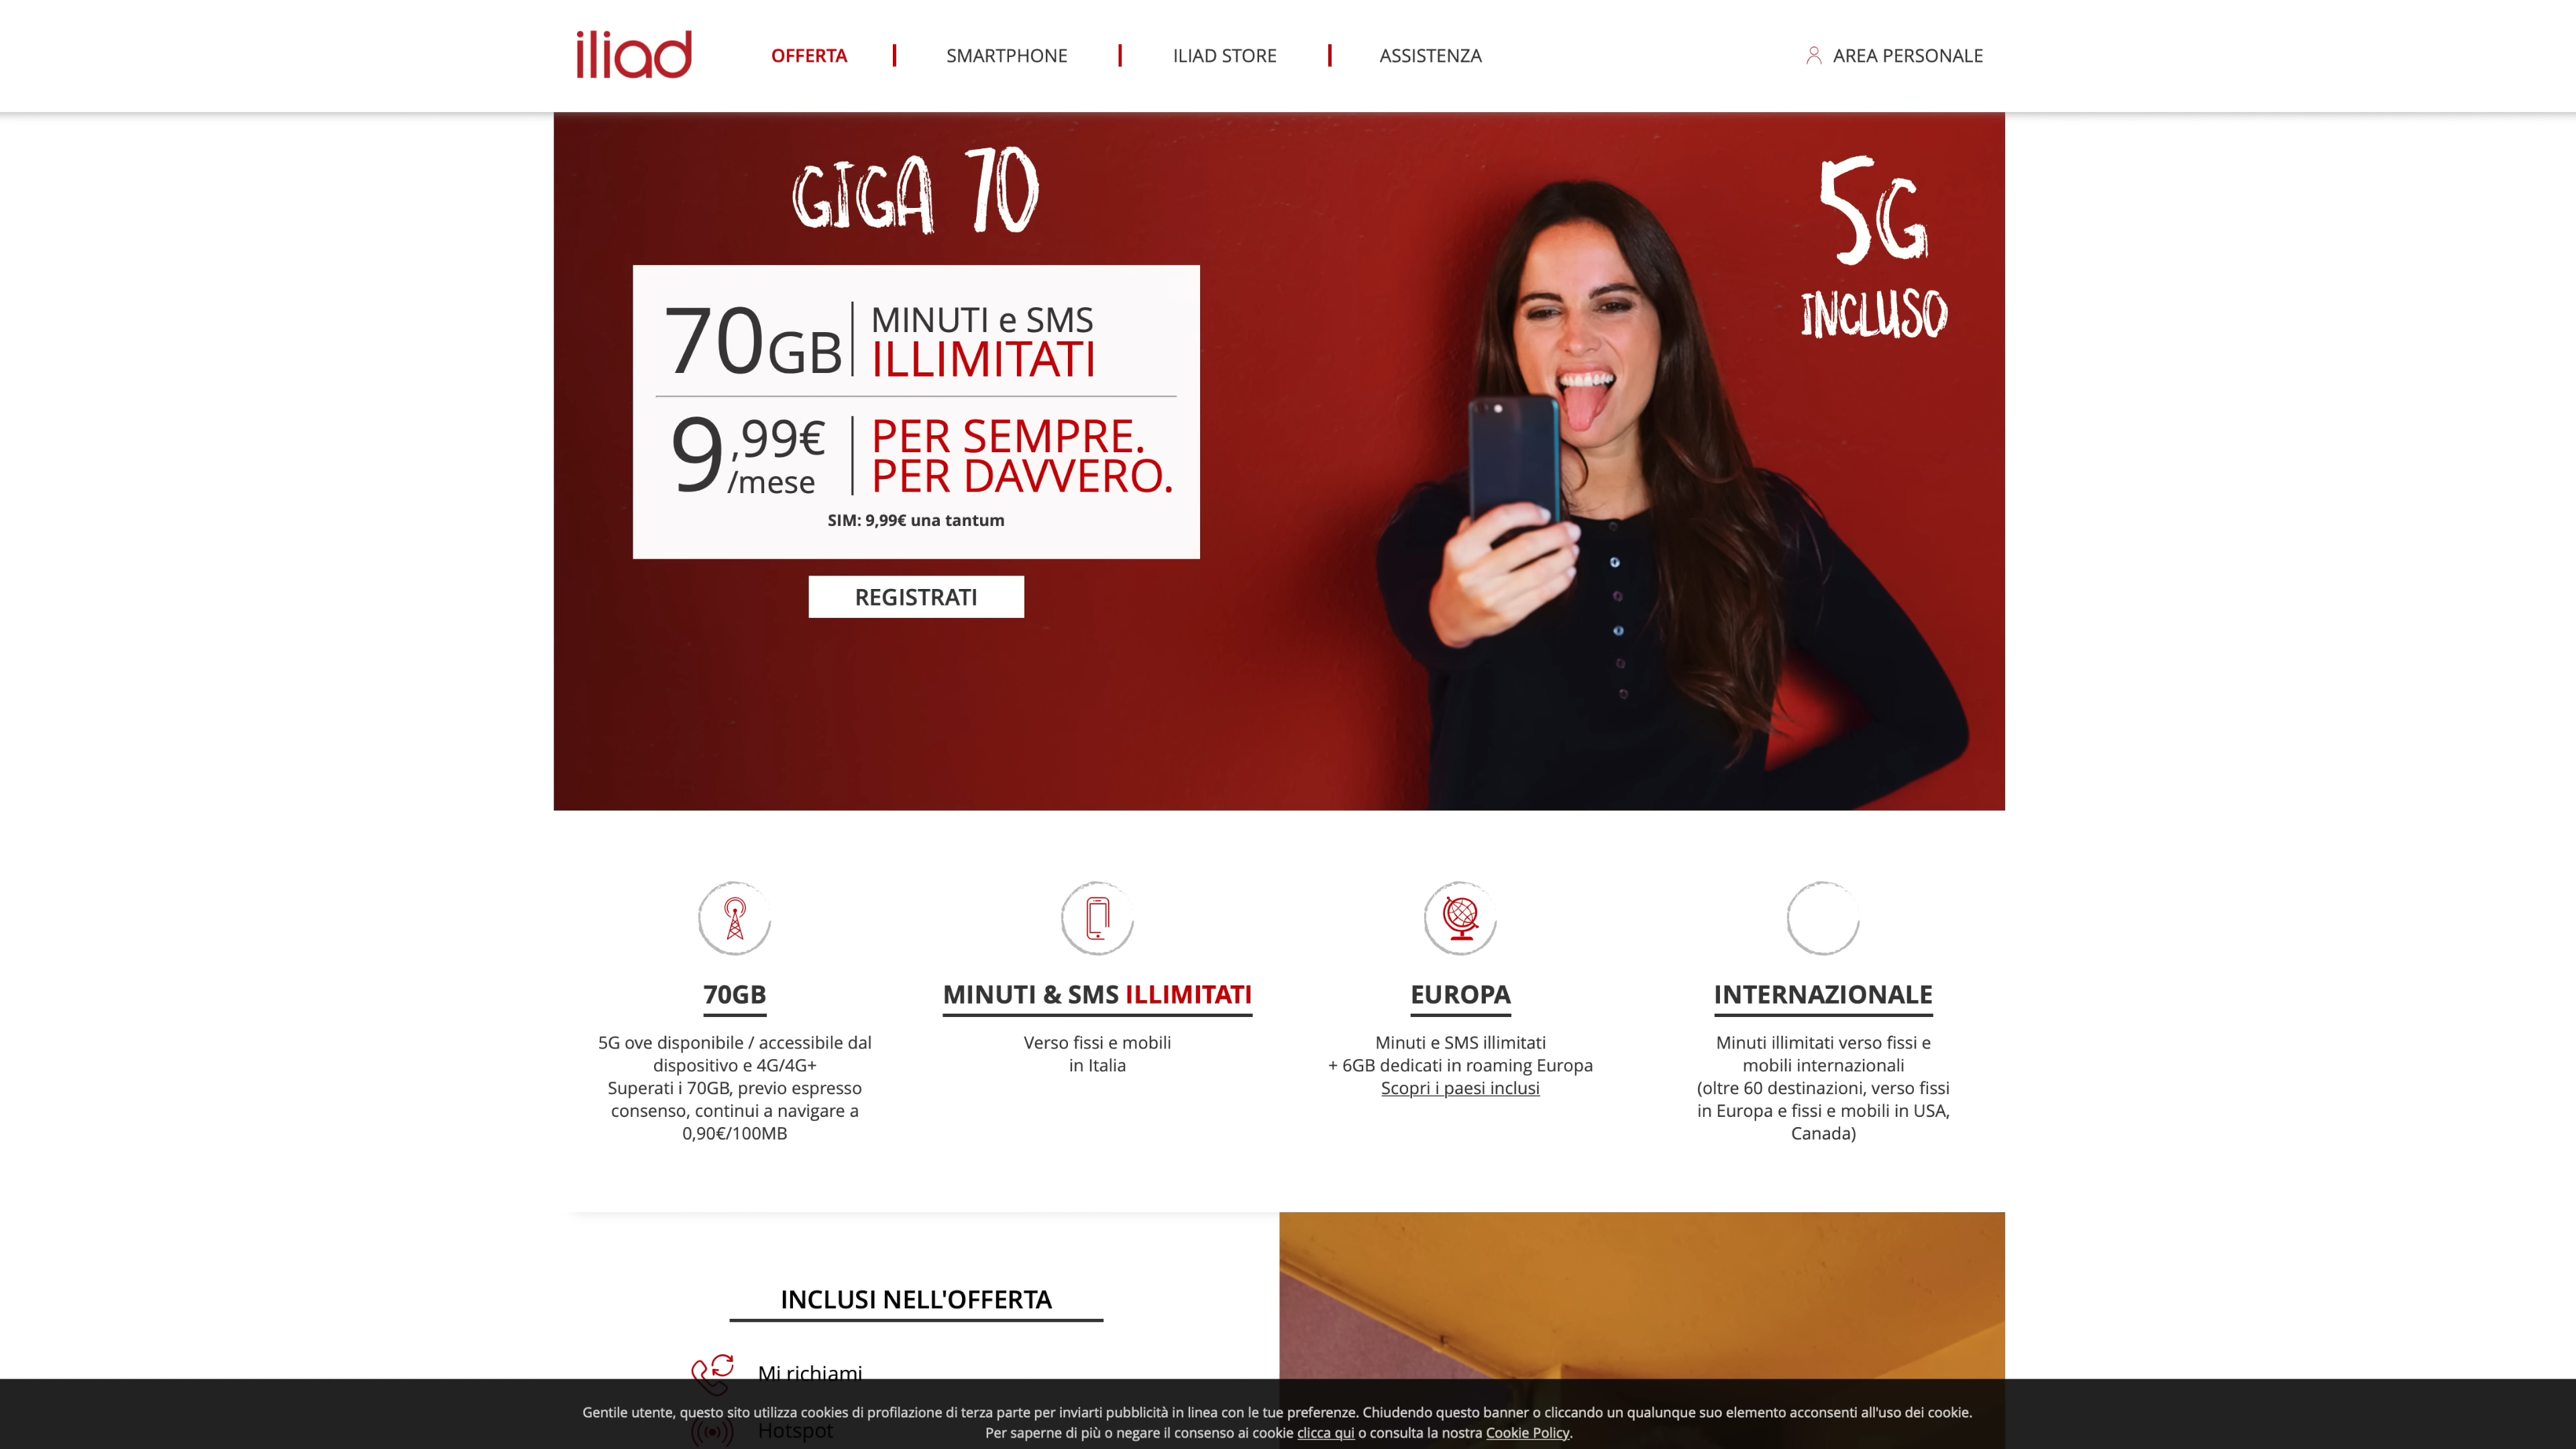 iliad
OFFERTA
SMARTPHONE
ILIAD STORE
ASSISTENZA
AREA PERSONALE
GIGA 70
5G
INCLUSO
70GB
MINUTI e SMS
ILLIMITATI
9,99€
/mese
PER SEMPRE.
PER DAVVERO.
SIM: 9,99€ una tantum
REGISTRATI
70GB
5G ove disponibile / accessibile dal
dispositivo e 4G/4G+
Superati i 70GB, previo espresso
consenso, continui a navigare a
0,90€/100MB
MINUTI & SMS ILLIMITATI
Verso fissi e mobili
in Italia
EUROPA
Minuti e SMS illimitati
+ 6GB dedicati in roaming Europa
Scopri i paesi inclusi
INTERNAZIONALE
Minuti illimitati verso fissi e
mobili internazionali
(oltre 60 destinazioni, verso fissi
in Europa e fissi e mobili in USA,
Canada)
INCLUSI NELL'OFFERTA
Mi richiami
Hotspot
Gentile utente, questo sito utilizza cookies di profilazione di terza parte per inviarti pubblicità in linea con le tue preferenze. Chiudendo questo banner o cliccando un qualunque suo elemento acconsenti all'uso dei cookie.
Per saperne di più o negare il consenso ai cookie clicca qui o consulta la nostra Cookie Policy.